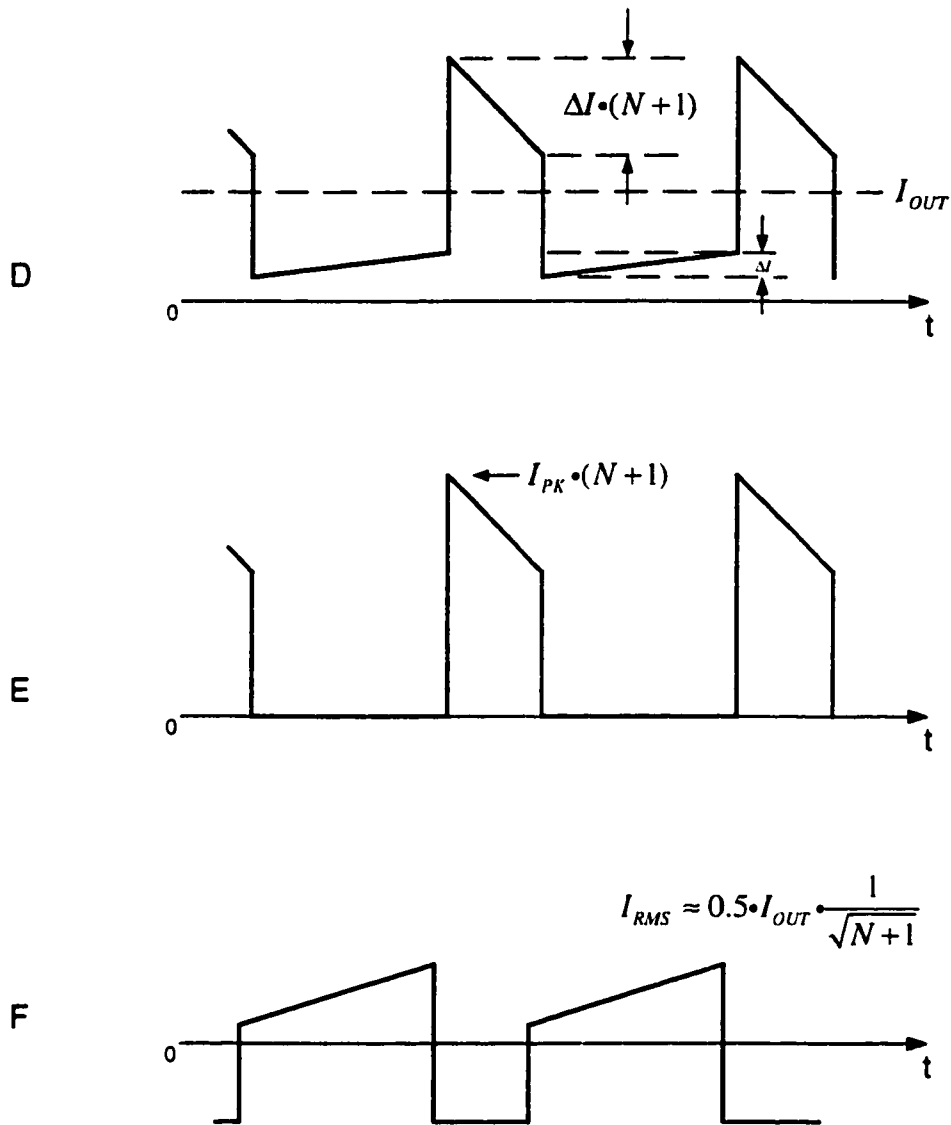 ΔI•(N+1)
I_OUT
D
ΔI
0
t
I_PK•(N+1)
E
0
t
I_RMS ≈ 0.5•I_OUT•1/√(N+1)
F
0
t